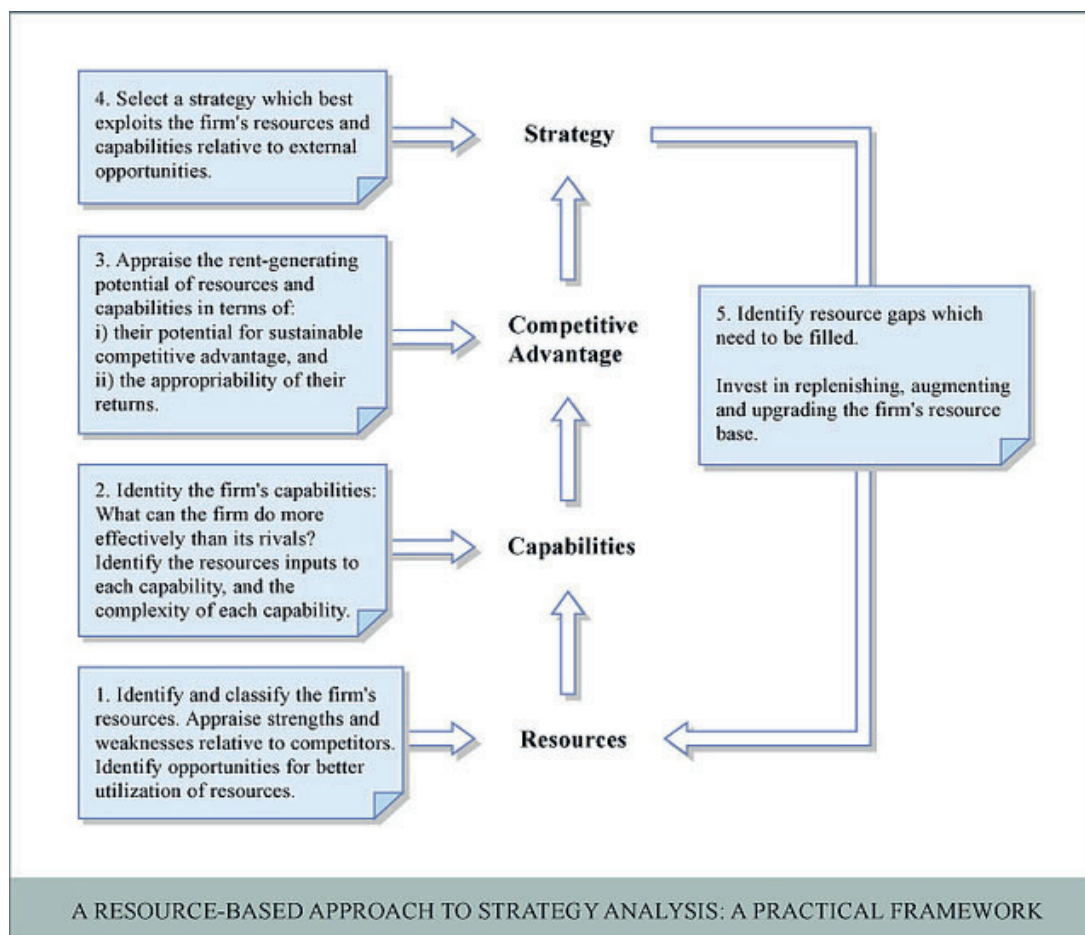 4. Select a strategy which best
exploits the firm's resources and
capabilities relative to external
opportunities.
Strategy
3. Appraise the rent-generating
potential of resources and
capabilities in terms of:
i) their potential for sustainable
competitive advantage, and
ii) the appropriability of their
returns.
Competitive
Advantage
5. Identify resource gaps which
need to be filled.
Invest in replenishing, augmenting
and upgrading the firm's resource
base.
2. Identity the firm's capabilities:
What can the firm do more
effectively than its rivals?
Identify the resources inputs to
each capability, and the
complexity of each capability.
Capabilities
1. Identify and classify the firm's
resources. Appraise strengths and
weaknesses relative to competitors.
Identify opportunities for better
utilization of resources.
Resources
A RESOURCE-BASED APPROACH TO STRATEGY ANALYSIS: A PRACTICAL FRAMEWORK